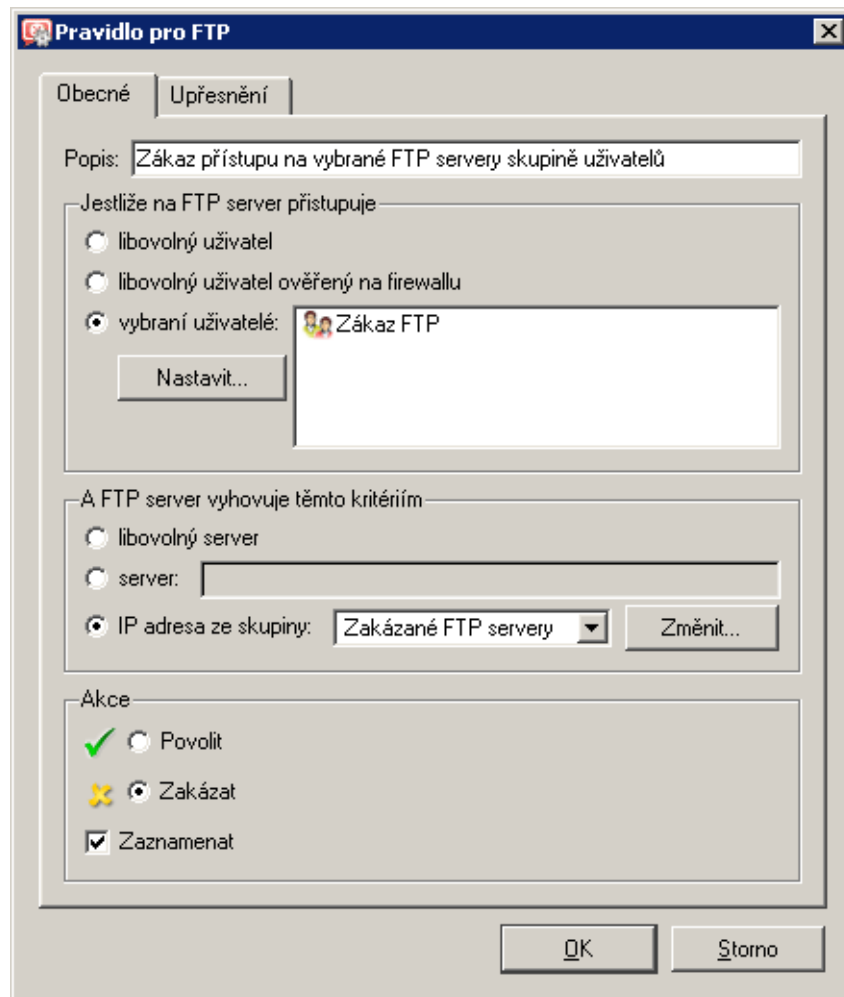 Pravidlo pro FTP
Obecné
Upřesnění
Popis: Zákaz přístupu na vybrané FTP servery skupině uživatelů
Jestliže na FTP server přistupuje
libovolný uživatel
libovolný uživatel ověřený na firewallu
vybraní uživatelé:
Zákaz FTP
Nastavit...
A FTP server vyhovuje těmto kritériím
libovolný server
server:
IP adresa ze skupiny: Zakázané FTP servery Změnit...
Akce
Povolit
Zakázat
Zaznamenat
OK Storno